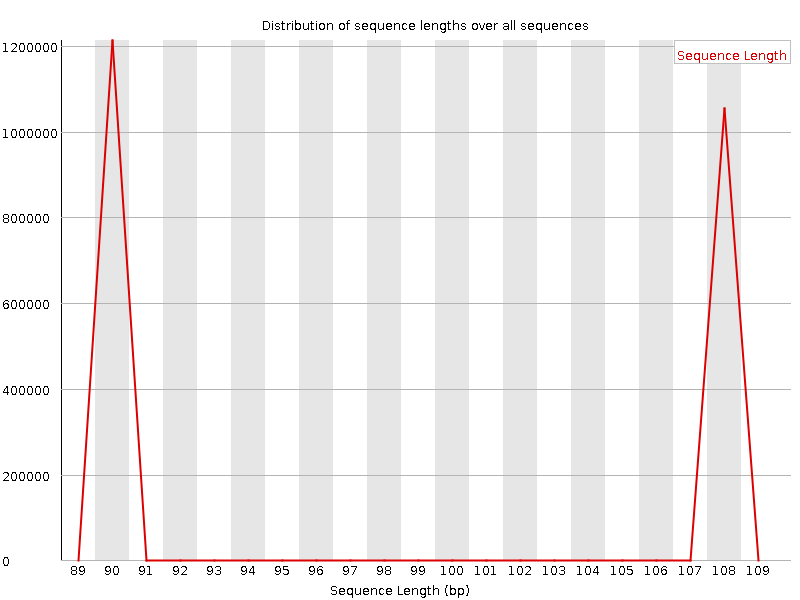 Distribution of sequence lengths over all sequences
Sequence Length
1200000
1000000
800000
600000
400000
200000
0
89 90 91 92 93 94 95 96 97 98 99 100 101 102 103 104 105 106 107 108 109
Sequence Length (bp)